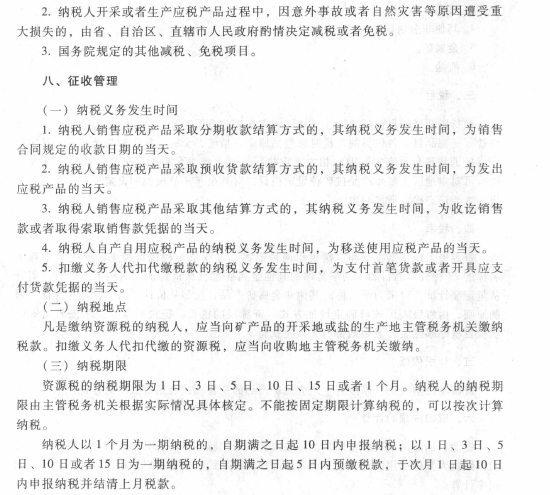 2. 纳税人开采或者生产应税产品过程中，因意外事故或者自然灾害等原因遭受重
大损失的，由省、自治区、直辖市人民政府酌情决定减税或者免税。
3. 国务院规定的其他减税、免税项目。
八、征收管理
（一）纳税义务发生时间
1. 纳税人销售应税产品采取分期收款结算方式的，其纳税义务发生时间，为销售
合同规定的收款日期的当天。
2. 纳税人销售应税产品采取预收货款结算方式的，其纳税义务发生时间，为发出
应税产品的当天。
3. 纳税人销售应税产品采取其他结算方式的，其纳税义务发生时间，为收讫销售
款或者取得索取销售款凭据的当天。
4. 纳税人自产自用应税产品的纳税义务发生时间，为移送使用应税产品的当天。
5. 扣缴义务人代扣代缴税款的纳税义务发生时间，为支付首笔货款或者开具应支
付货款凭据的当天。
（二）纳税地点
凡是缴纳资源税的纳税人，应当向矿产品的开采地或盐的生产地主管税务机关缴纳
税款。扣缴义务人代扣代缴的资源税，应当向收购地主管税务机关缴纳。
（三）纳税期限
资源税的纳税期限为 1 日、3 日、5 日、10 日、15 日或者 1 个月。纳税人的纳税期
限由主管税务机关根据实际情况具体核定。不能按固定期限计算纳税的，可以按次计算
纳税。
纳税人以 1 个月为一期纳税的，自期满之日起 10 日内申报纳税；以 1 日、3 日、5
日、10 日或者 15 日为一期纳税的，自期满之日起 5 日内预缴税款，于次月 1 日起 10 日
内申报纳税并结清上月税款。